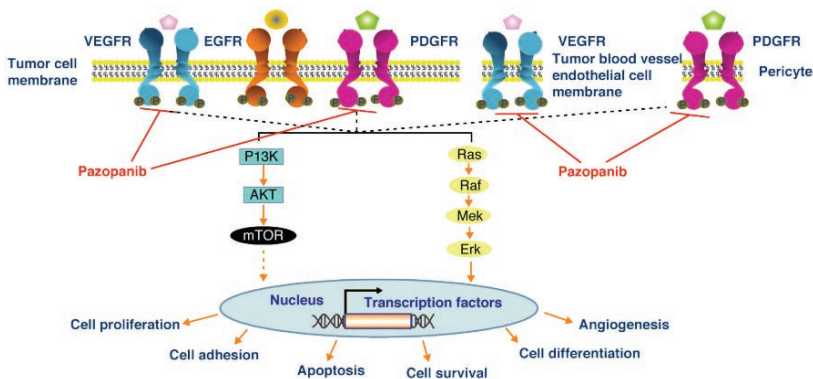 VEGFR
EGFR
PDGFR
VEGFR
PDGFR
Tumor cell
membrane
Tumor blood vessel
endothelial cell
membrane
Pericyte
P P P P P P
P P P P
Pazopanib
Pazopanib
P13K
AKT
mTOR
Ras
Raf
Mek
Erk
Nucleus
Transcription factors
Cell proliferation
Cell adhesion
Apoptosis
Cell survival
Cell differentiation
Angiogenesis